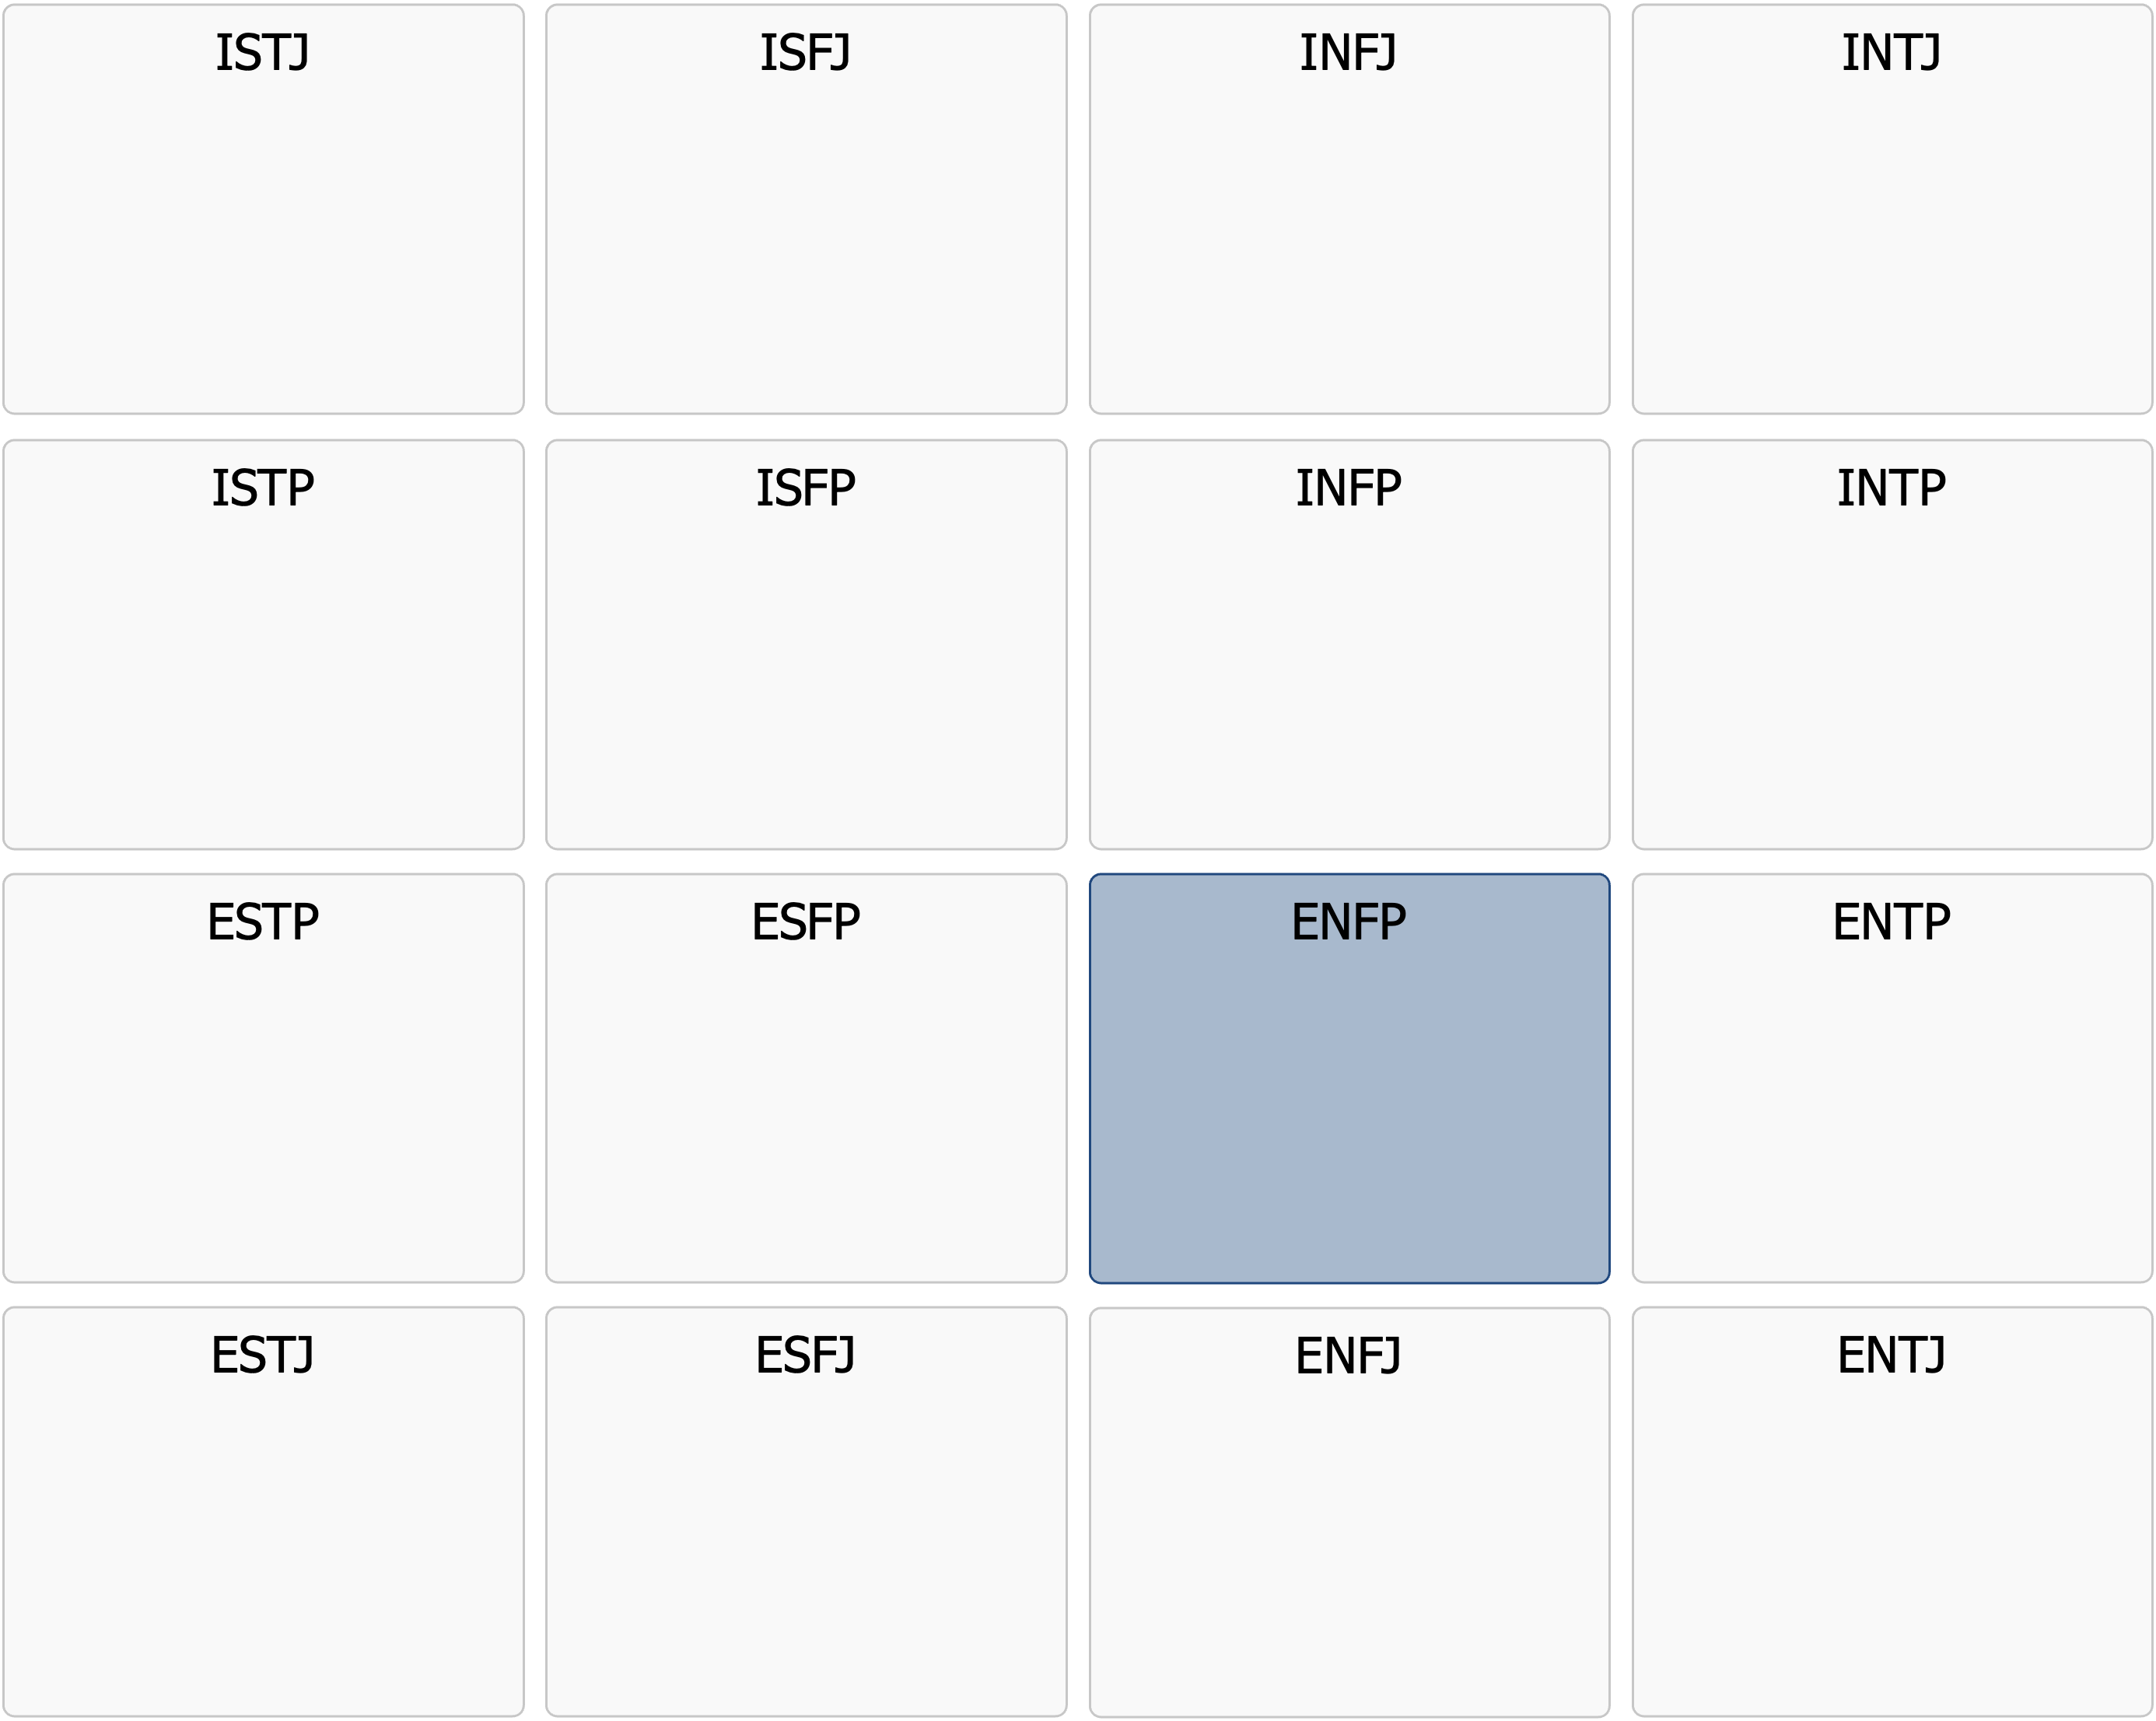 ISTJ ISFJ INFJ INTJ
ISTP ISFP INFP INTP
ESTP ESFP ENFP ENTP
ESTJ ESFJ ENFJ ENTJ